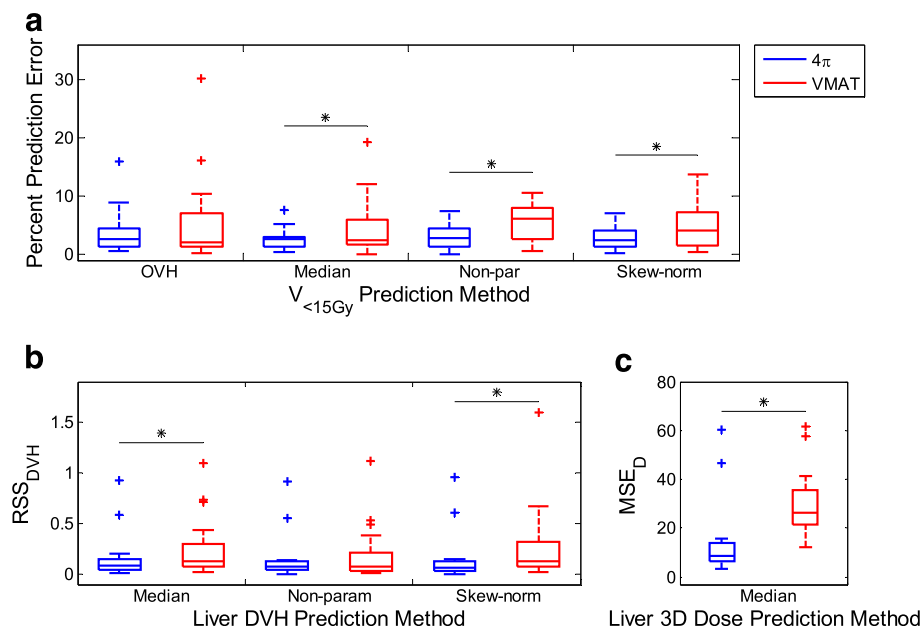 a
Percent Prediction Error
30
20
10
0
4π
VMAT
*
*
*
OVH
Median
Non-par
Skew-norm
V<15Gy Prediction Method
b
RSS_DVH
1.5
1
0.5
0
*
*
Median
Non-param
Skew-norm
Liver DVH Prediction Method
c
MSE_D
80
60
40
20
0
*
Median
Liver 3D Dose Prediction Method